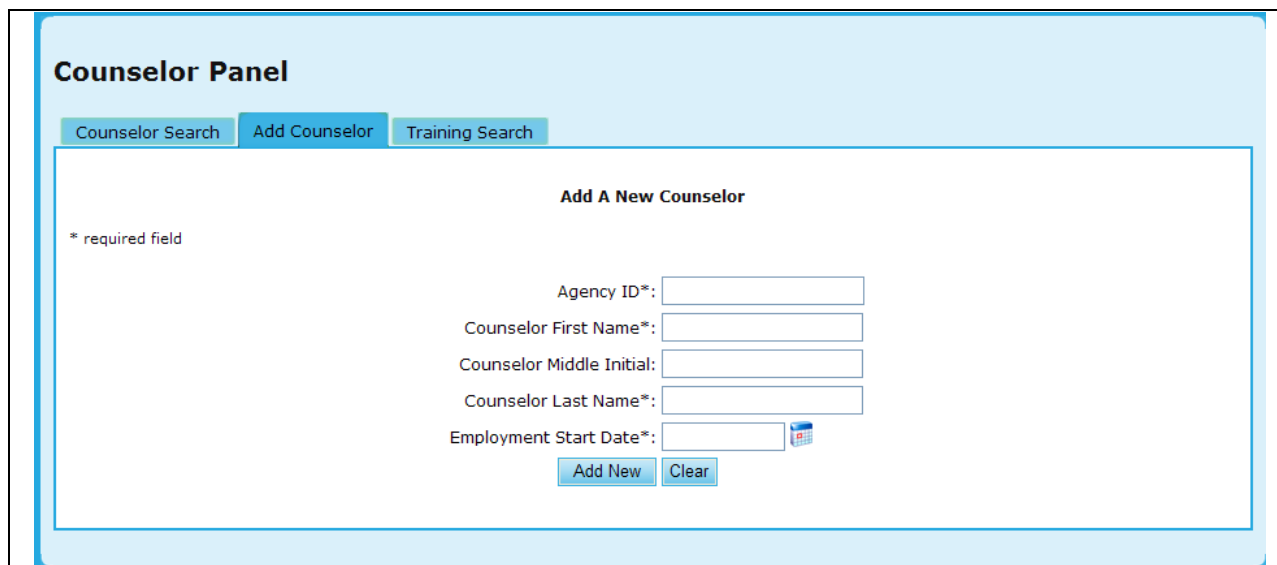 Counselor Panel
Counselor Search Add Counselor Training Search
Add A New Counselor
* required field
Agency ID*:
Counselor First Name*:
Counselor Middle Initial:
Counselor Last Name*:
Employment Start Date*:
Add New Clear